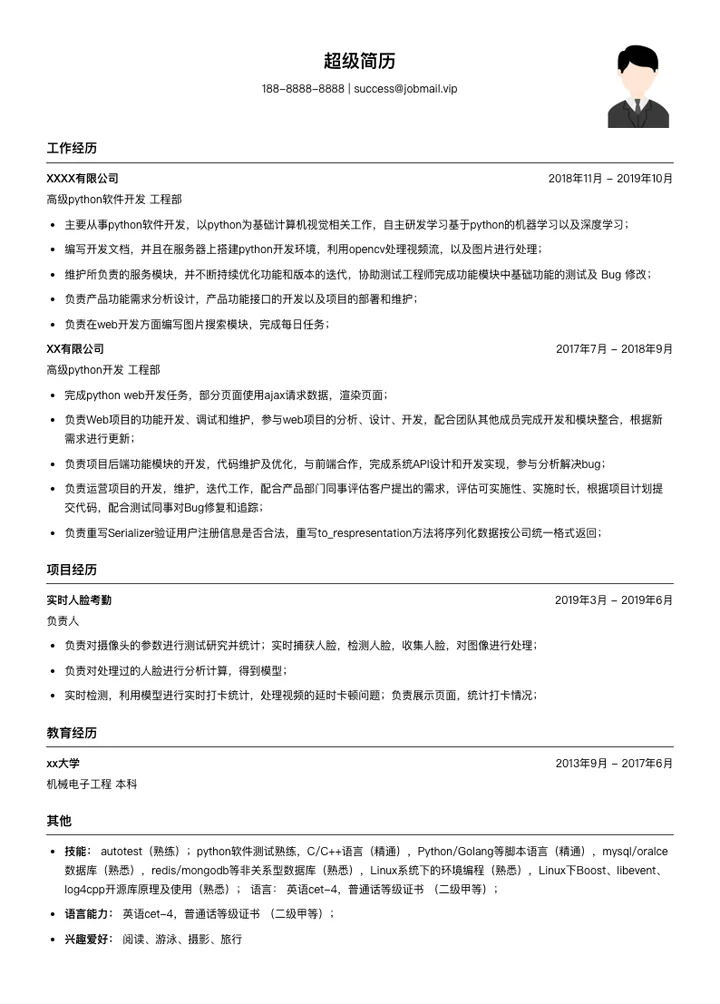 超级简历
188-8888-8888 | success@jobmail.vip
工作经历
XXXX有限公司 2018年11月 – 2019年10月
高级python软件开发 工程部
• 主要从事python软件开发，以python为基础计算机视觉相关工作，自主研发学习基于python的机器学习以及深度学习；
• 编写开发文档，并且在服务器上搭建python开发环境，利用opencv处理视频流，以及图片进行处理；
• 维护所负责的服务模块，并不断持续优化功能和版本的迭代，协助测试工程师完成功能模块中基础功能的测试及 Bug 修改；
• 负责产品功能需求分析设计，产品功能接口的开发以及项目的部署和维护；
• 负责在web开发方面编写图片搜索模块，完成每日任务；
XX有限公司 2017年7月 – 2018年9月
高级python开发 工程部
• 完成python web开发任务，部分页面使用ajax请求数据，渲染页面；
• 负责Web项目的功能开发、调试和维护，参与web项目的分析、设计、开发，配合团队其他成员完成开发和模块整合，根据新
需求进行更新；
• 负责项目后端功能模块的开发，代码维护及优化，与前端合作，完成系统API设计和开发实现，参与分析解决bug；
• 负责运营项目的开发，维护，迭代工作，配合产品部门同事评估客户提出的需求，评估可实施性、实施时长，根据项目计划提
交代码，配合测试同事对Bug修复和追踪；
• 负责重写Serializer验证用户注册信息是否合法，重写to_respresentation方法将序列化数据按公司统一格式返回；
项目经历
实时人脸考勤 2019年3月 – 2019年6月
负责人
• 负责对摄像头的参数进行测试研究并统计；实时捕获人脸，检测人脸，收集人脸，对图像进行处理；
• 负责对处理过的人脸进行分析计算，得到模型；
• 实时检测，利用模型进行实时打卡统计，处理视频的延时卡顿问题；负责展示页面，统计打卡情况；
教育经历
xx大学 2013年9月 – 2017年6月
机械电子工程 本科
其他
• 技能： autotest（熟练）；python软件测试熟练，C/C++语言（精通），Python/Golang等脚本语言（精通），mysql/oralce
数据库（熟悉），redis/mongodb等非关系型数据库（熟悉），Linux系统下的环境编程（熟悉），Linux下Boost、libevent、
log4cpp开源库原理及使用（熟悉）； 语言： 英语cet-4，普通话等级证书 （二级甲等）；
• 语言能力： 英语cet-4，普通话等级证书 （二级甲等）；
• 兴趣爱好： 阅读、游泳、摄影、旅行